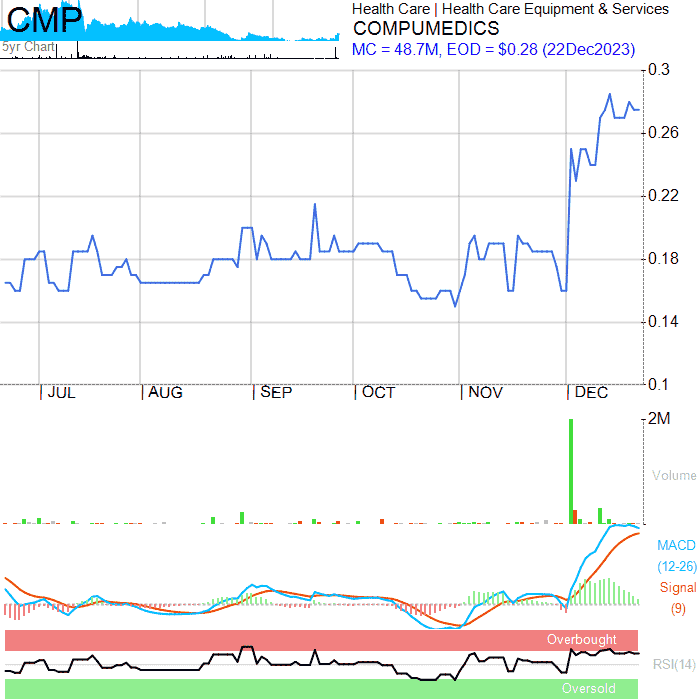 CMP
5yr Chart
Health Care | Health Care Equipment & Services
COMPUMEDICS
MC = 48.7M, EOD = $0.28 (22Dec2023)
0.3
0.26
0.22
0.18
0.14
0.1
JUL AUG SEP OCT NOV DEC
2M
Volume
MACD
(12-26)
Signal
(9)
Overbought
RSI(14)
Oversold